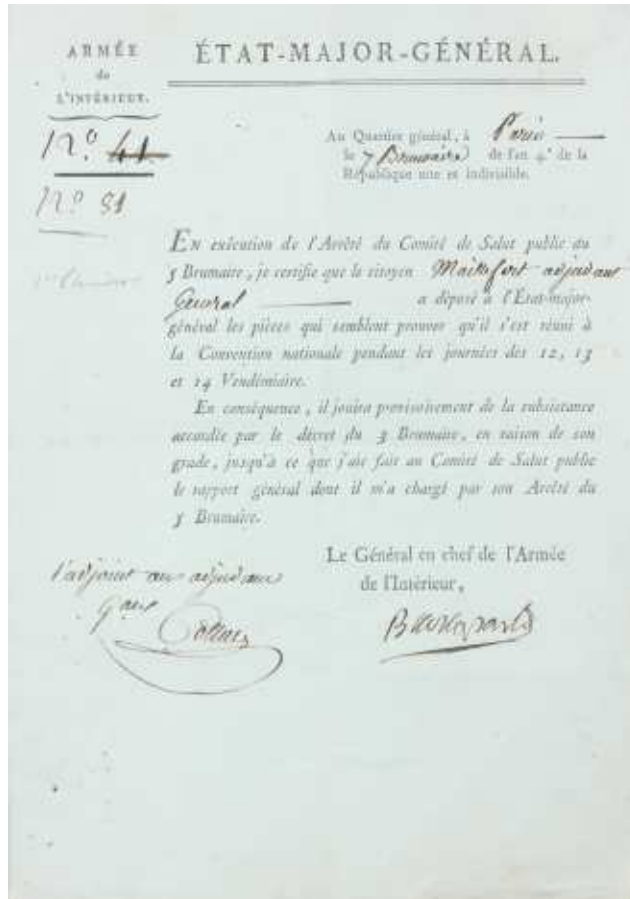 ARMÉE
de
L'INTÉRIEUR.
ÉTAT-MAJOR-GÉNÉRAL.
N.º 41
N.º 51
Au Quartier général, à Paris
le 7 Brumaire de l'an 4.e de la
République une et indivisible.
EN exécution de l'Arrêté du Comité de Salut public du
5 Brumaire, je certifie que le citoyen adjudant
General a déposé à l'État-major-
général les pièces qui semblent prouver qu'il s'est réuni à
la Convention nationale pendant les journées des 12, 13
et 14 Vendémiaire.
En conséquence, il jouira provisoirement de la subsistance
accordée par le décret du 3 Brumaire, en raison de son
grade, jusqu'à ce que j'aie fait au Comité de Salut public
le rapport général dont il m'a chargé par son Arrêté du
5 Brumaire.
Le Général en chef de l'Armée
de l'Intérieur,
l'adjoint aux adjudans
g.aux
Buonaparte